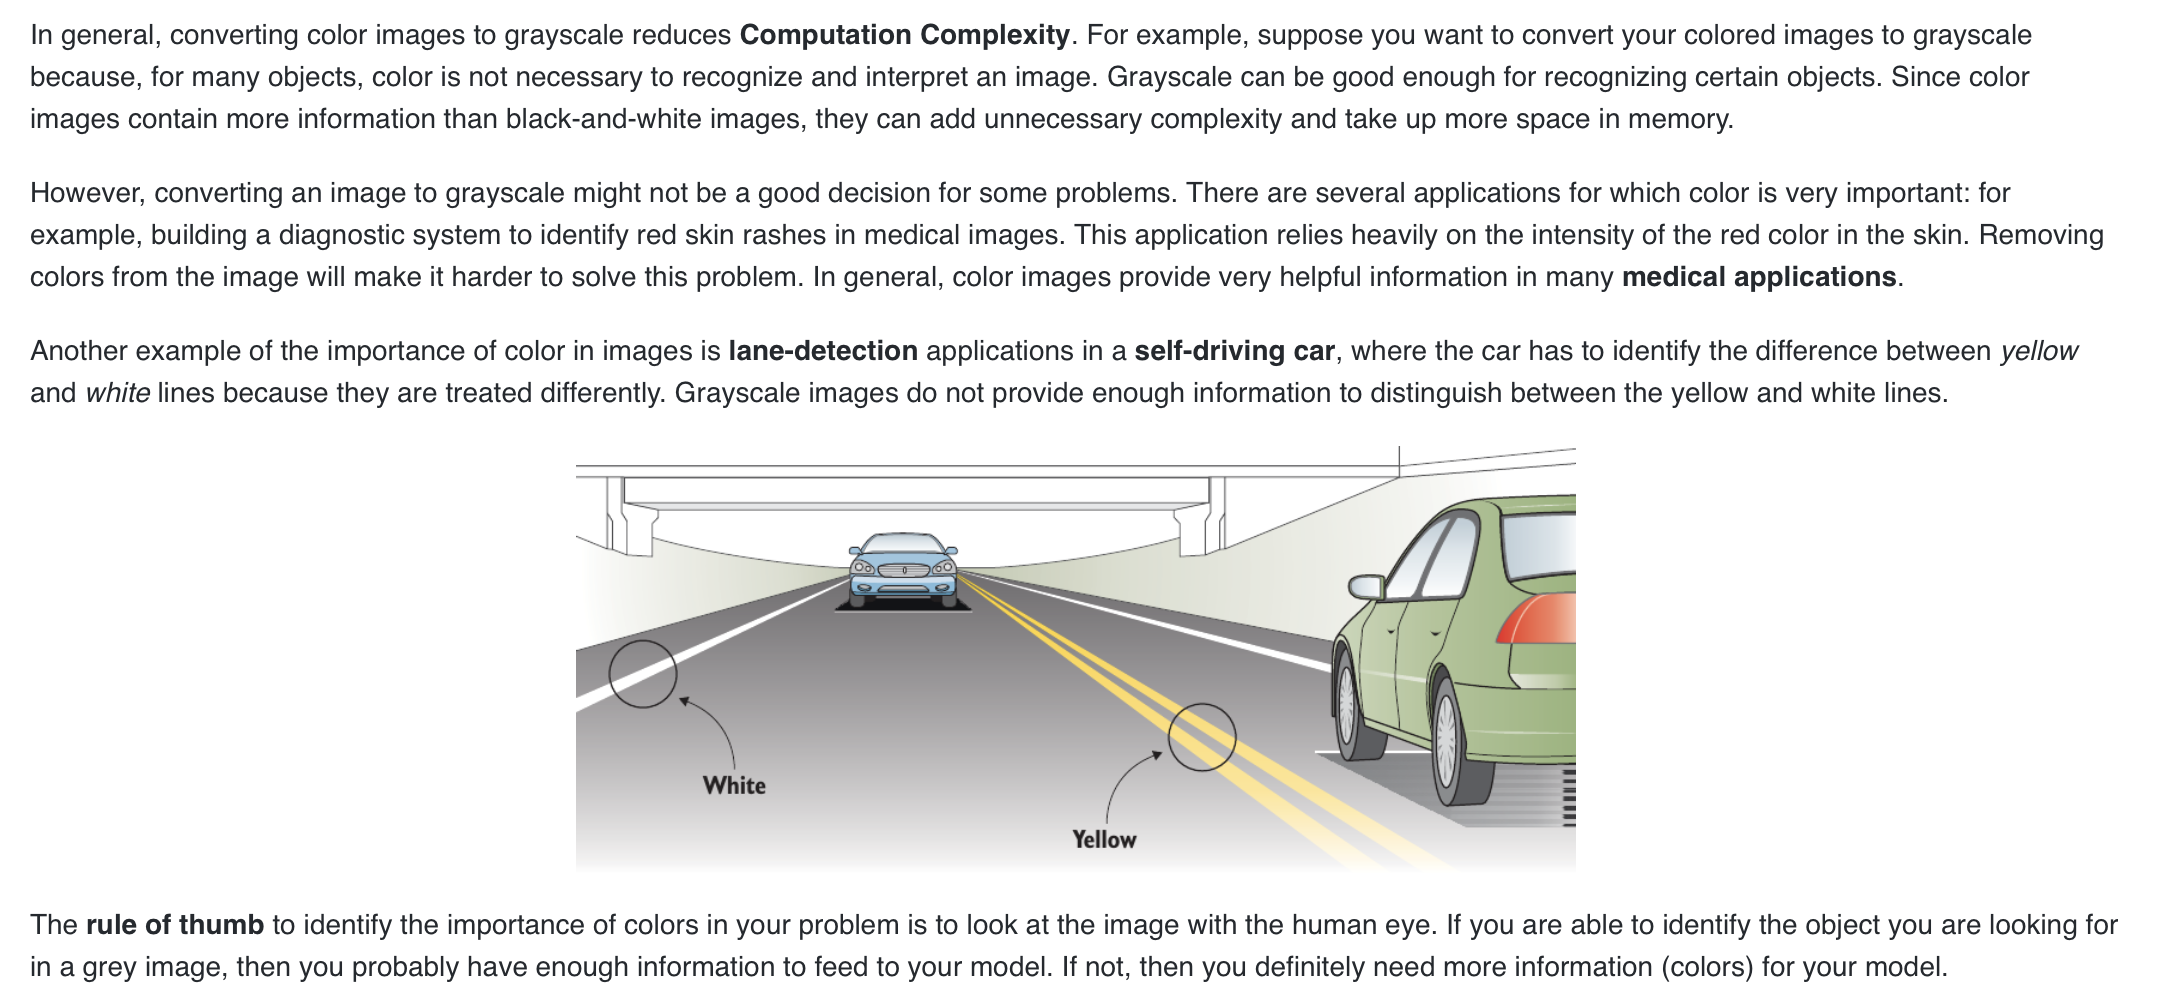 In general, converting color images to grayscale reduces Computation Complexity. For example, suppose you want to convert your colored images to grayscale
because, for many objects, color is not necessary to recognize and interpret an image. Grayscale can be good enough for recognizing certain objects. Since color
images contain more information than black-and-white images, they can add unnecessary complexity and take up more space in memory.
However, converting an image to grayscale might not be a good decision for some problems. There are several applications for which color is very important: for
example, building a diagnostic system to identify red skin rashes in medical images. This application relies heavily on the intensity of the red color in the skin. Removing
colors from the image will make it harder to solve this problem. In general, color images provide very helpful information in many medical applications.
Another example of the importance of color in images is lane-detection applications in a self-driving car, where the car has to identify the difference between yellow
and white lines because they are treated differently. Grayscale images do not provide enough information to distinguish between the yellow and white lines.
White
Yellow
The rule of thumb to identify the importance of colors in your problem is to look at the image with the human eye. If you are able to identify the object you are looking for
in a grey image, then you probably have enough information to feed to your model. If not, then you definitely need more information (colors) for your model.